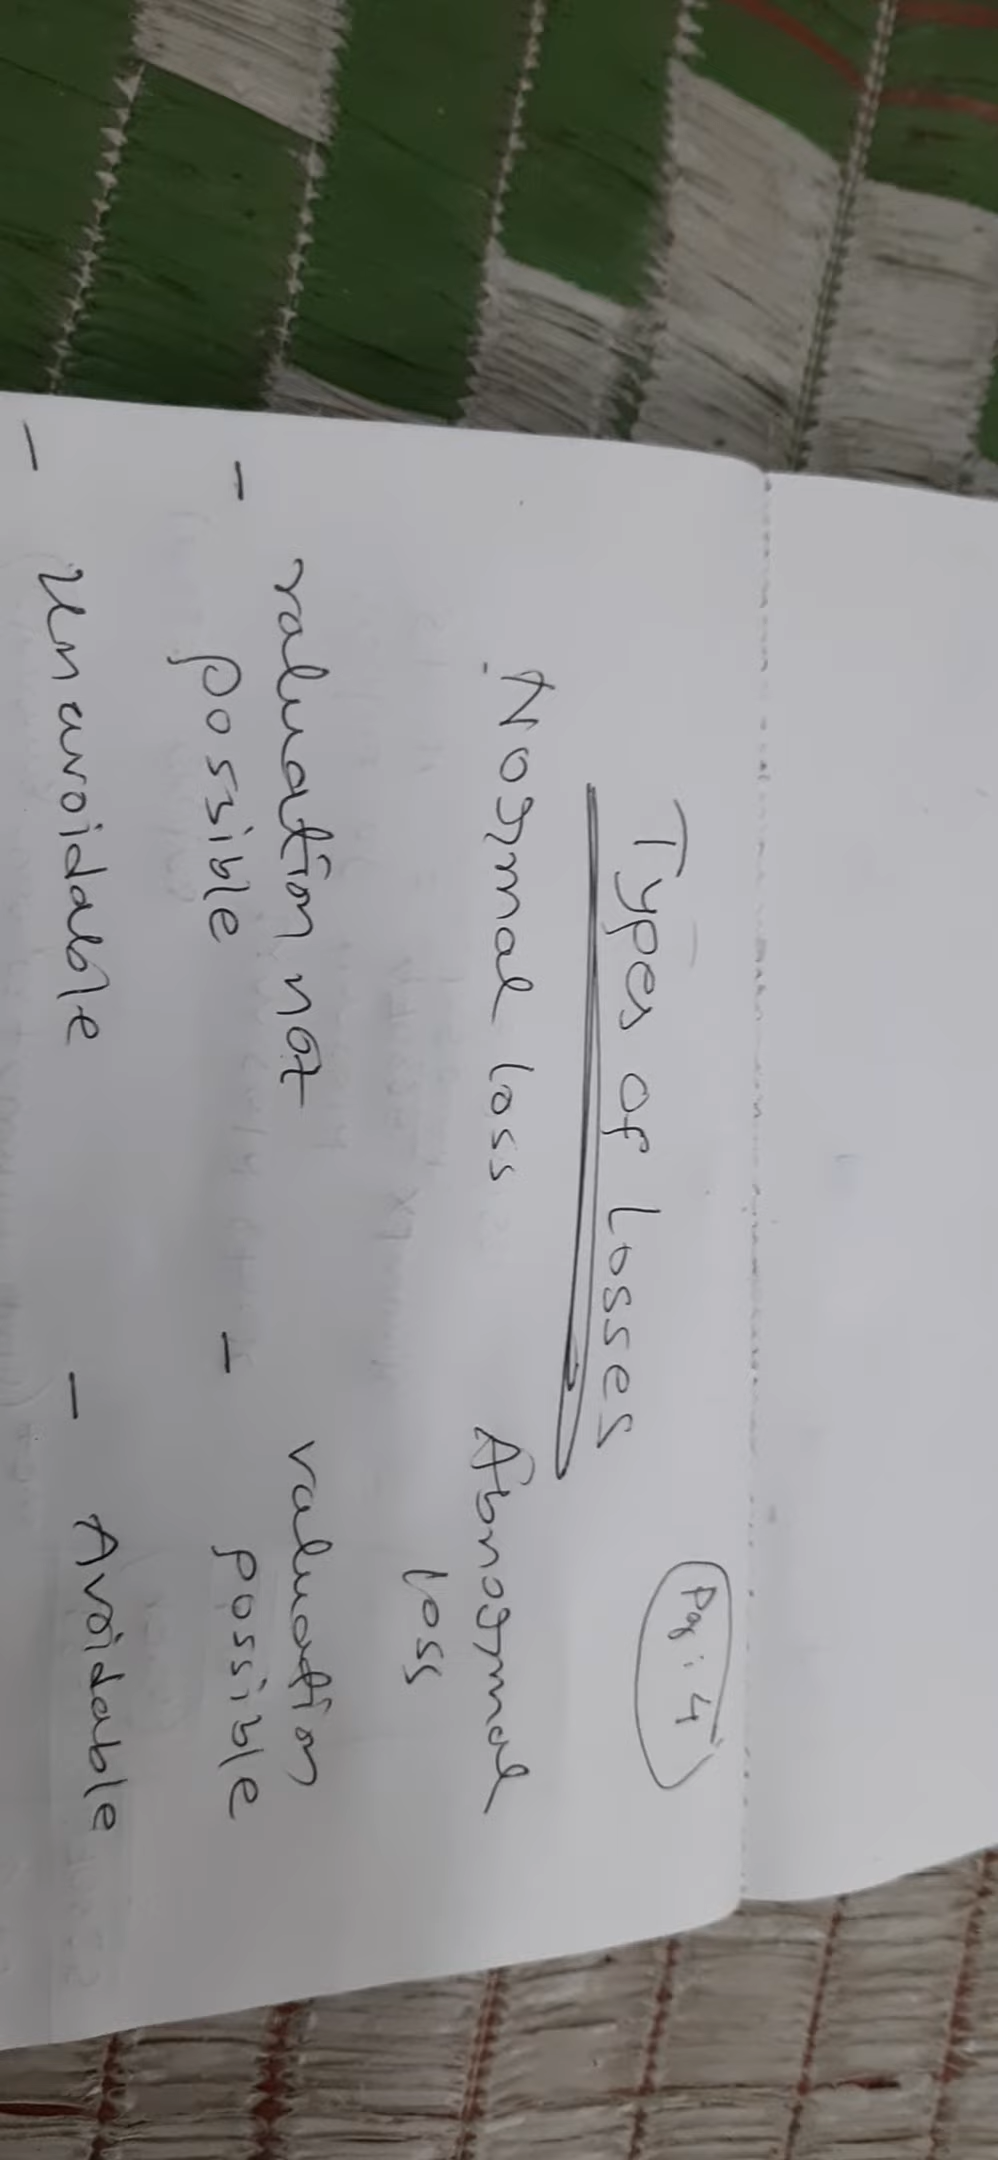 Pg: 4
Types of Losses
Normal loss
Abnormal
loss
- valuation not
possible
- valuation
possible
- Unavoidable
- Avoidable